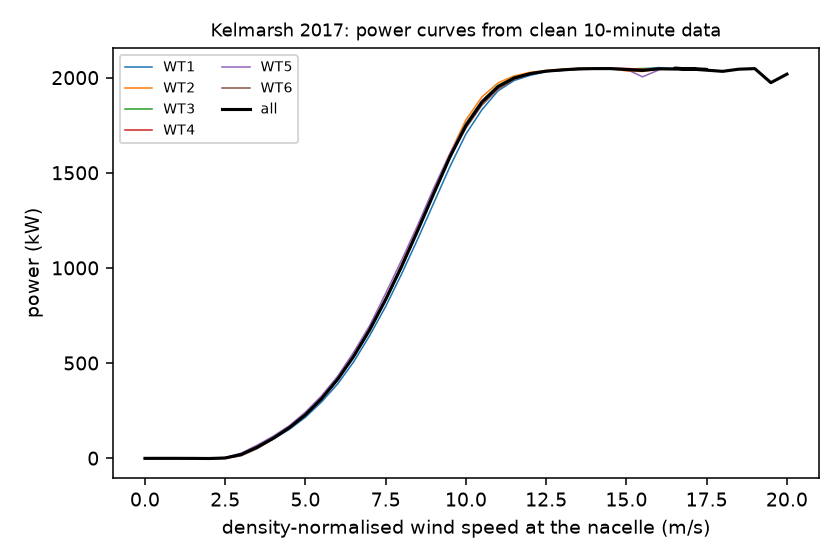 Kelmarsh 2017: power curves from clean 10-minute data
WT1
WT2
WT3
WT4
WT5
WT6
all
power (kW)
2000
1500
1000
500
0
0.0 2.5 5.0 7.5 10.0 12.5 15.0 17.5 20.0
density-normalised wind speed at the nacelle (m/s)